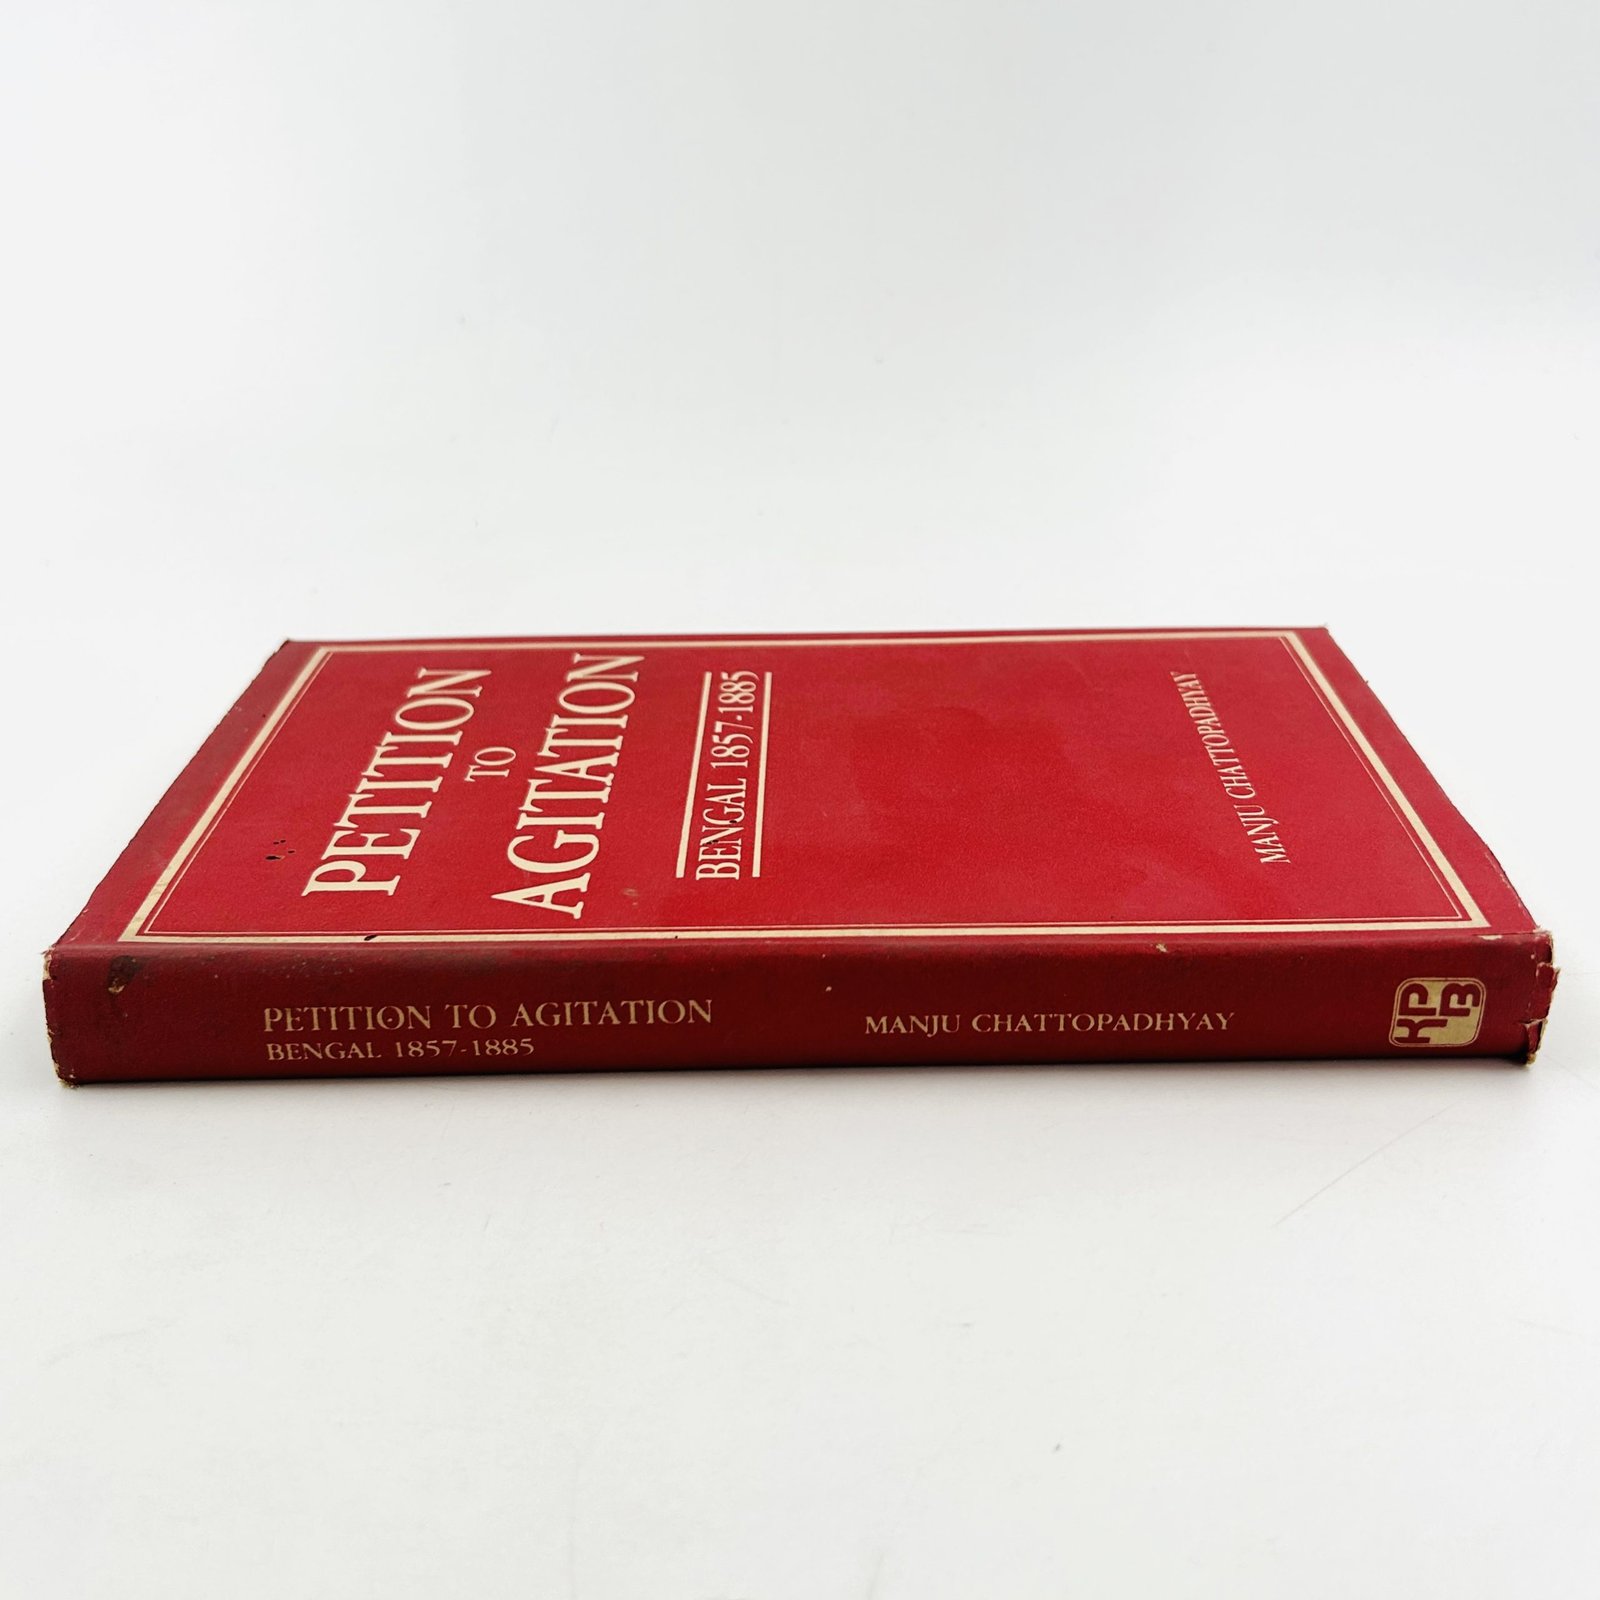 PETITION
TO
AGITATION
BENGAL 1857-1885
MANJU CHATTOPADHYAY
PETITION TO AGITATION
BENGAL 1857-1885
MANJU CHATTOPADHYAY
KPB